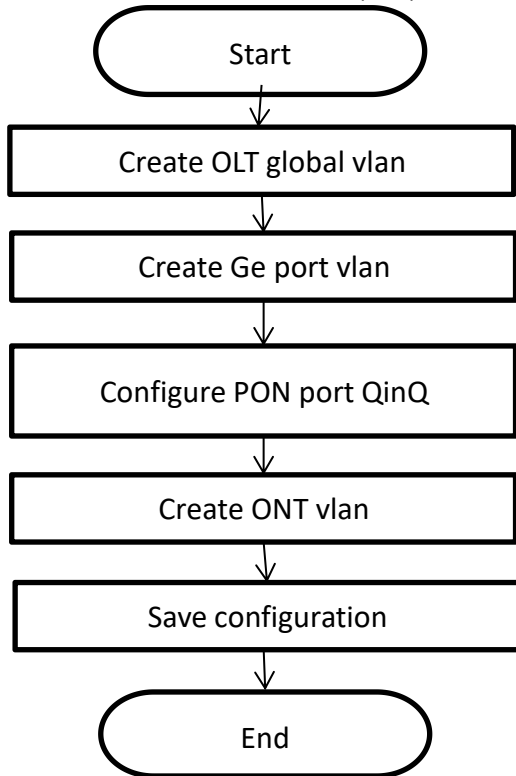 Start
Create OLT global vlan
Create Ge port vlan
Configure PON port QinQ
Create ONT vlan
Save configuration
End